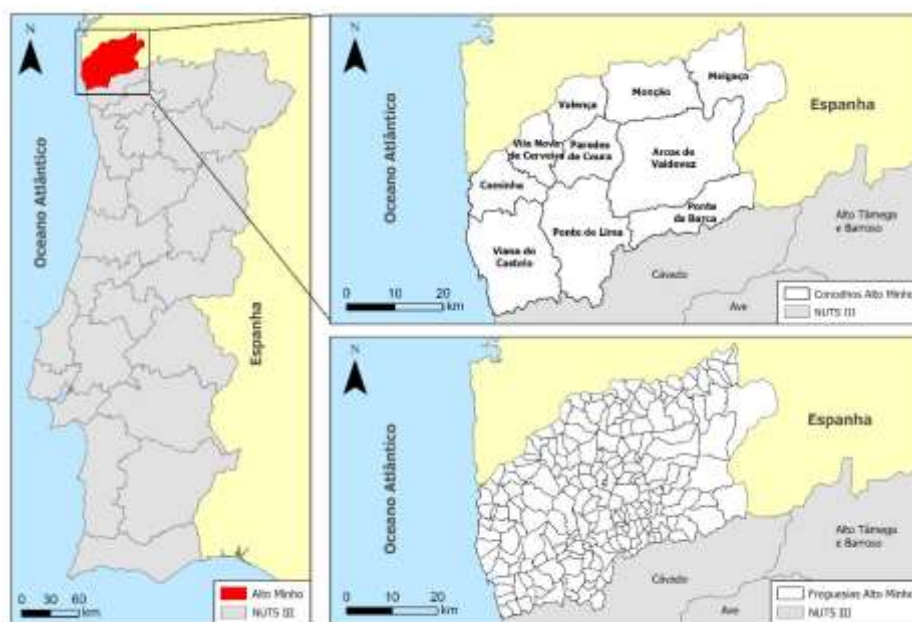 N
Oceano Atlântico
Espanha
0 30 60
km
Alto Minho
NUTS III
N
Oceano Atlântico
Melgaço
Monção
Valença
Espanha
Vila Nova
de Cerveira
Paredes
de Coura
Arcos de
Valdevez
Caminha
Ponte
da Barca
Alto Tâmega
e Barroso
Ponte de Lima
Viana do
Castelo
Cávado
Ave
0 10 20
km
Concelhos Alto Minho
NUTS III
N
Oceano Atlântico
Espanha
Alto Tâmega
e Barroso
Cávado
Ave
0 10 20
km
Freguesias Alto Minho
NUTS III